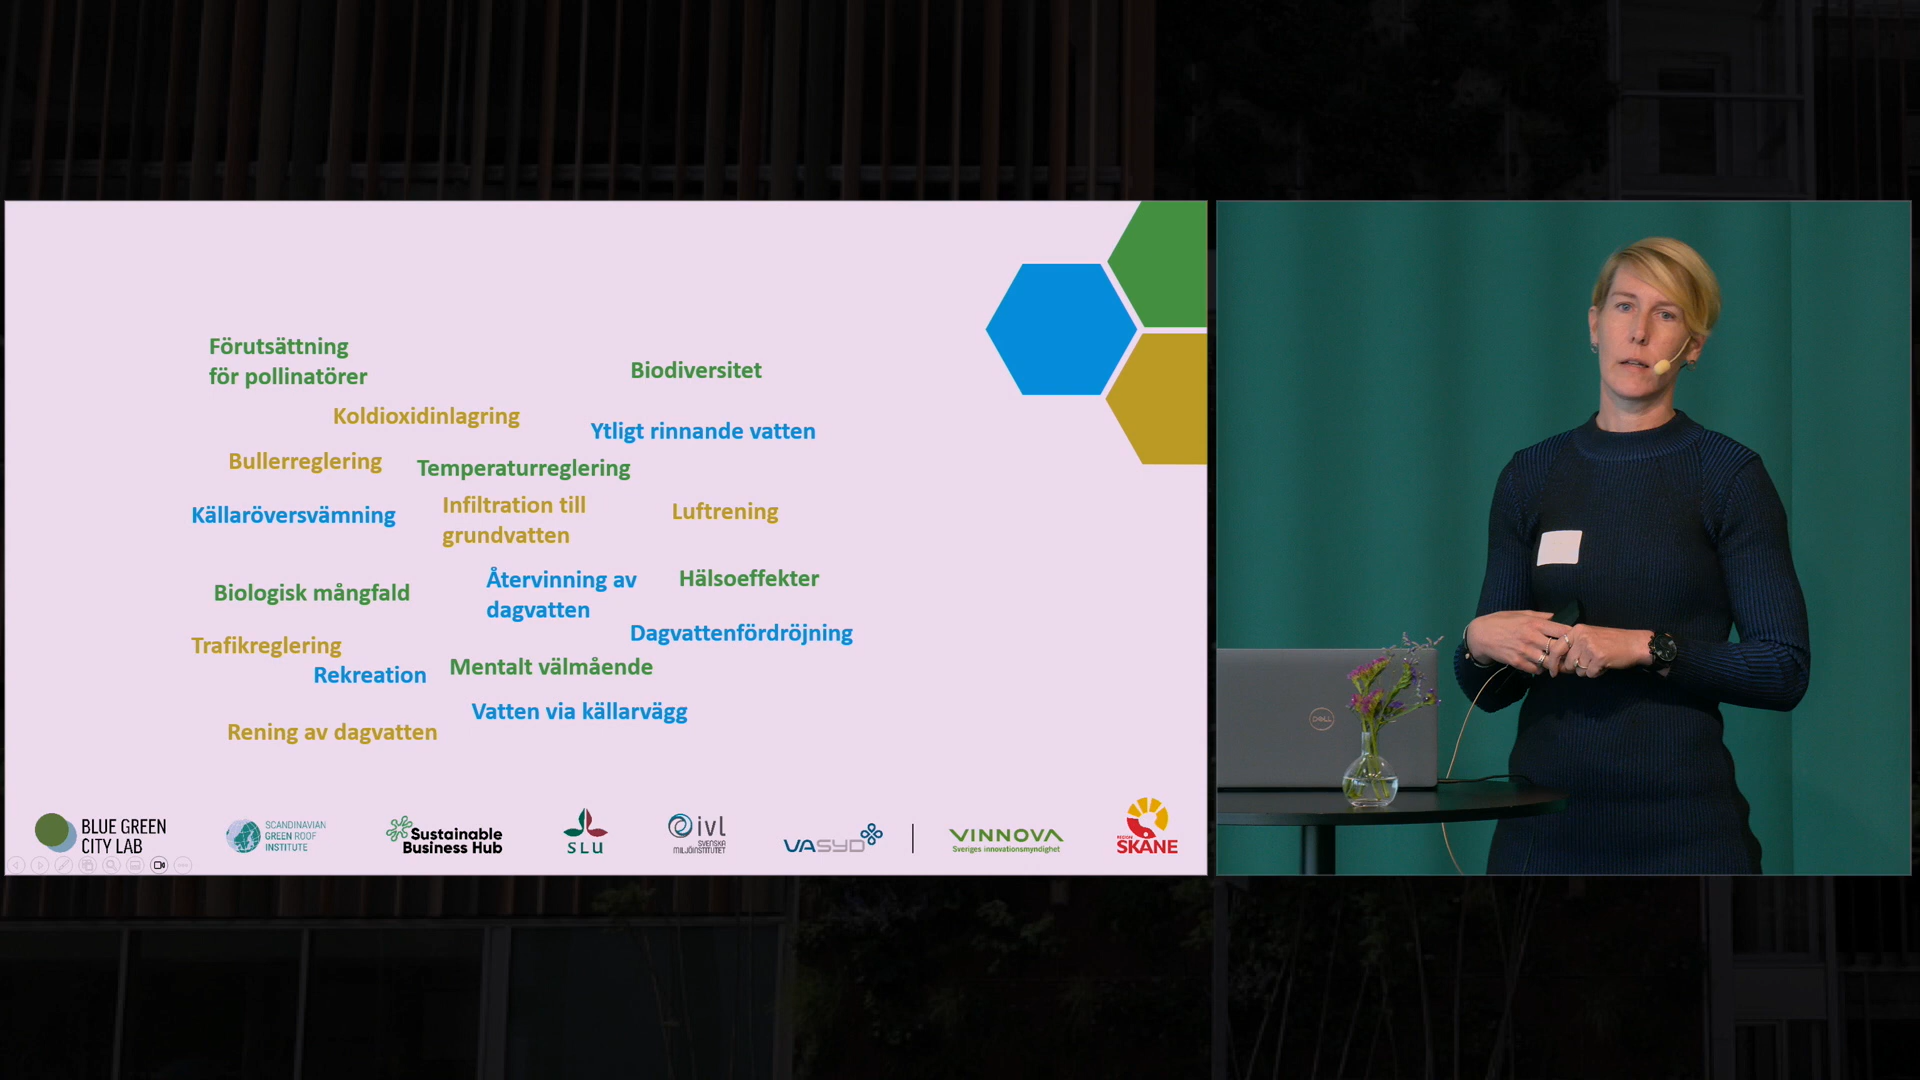 Förutsättning
för pollinatörer
Biodiversitet
Koldioxidinlagring
Ytligt rinnande vatten
Bullerreglering
Temperaturreglering
Källaröversvämning
Infiltration till
grundvatten
Luftrening
Biologisk mångfald
Återvinning av
dagvatten
Hälsoeffekter
Dagvattenfördröjning
Trafikreglering
Rekreation
Mentalt välmående
Vatten via källarvägg
Rening av dagvatten
BLUE GREEN
CITY LAB
SCANDINAVIAN
GREEN ROOF
INSTITUTE
Sustainable
Business Hub
SLU
ivl
SVENSKA
MILJÖINSTITUTET
VASYD
VINNOVA
Sveriges innovationsmyndighet
REGION
SKÅNE
DELL